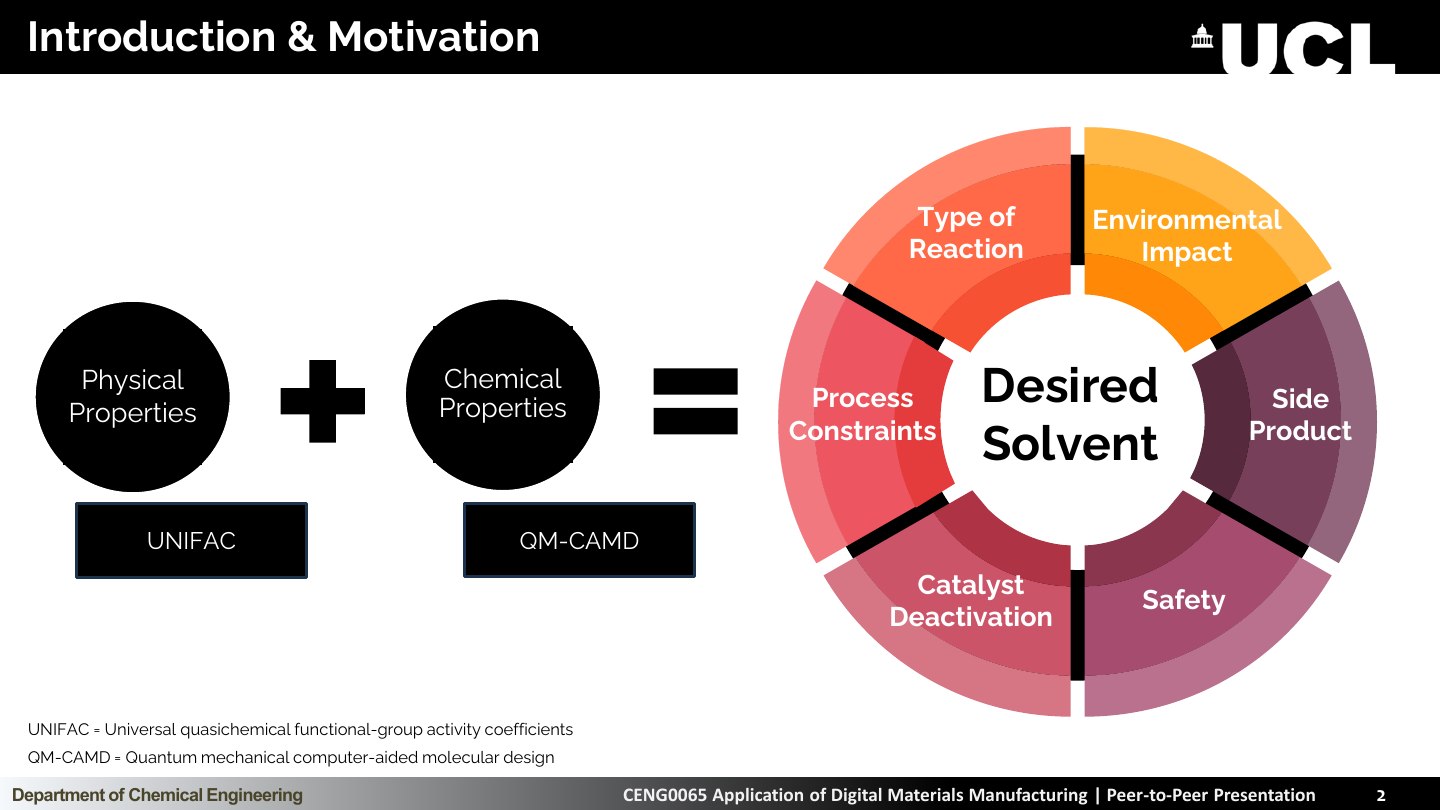 Introduction & Motivation
UCL
Physical
Properties
UNIFAC
Chemical
Properties
QM-CAMD
Type of
Reaction
Environmental
Impact
Process
Constraints
Desired
Solvent
Side
Product
Catalyst
Deactivation
Safety
UNIFAC = Universal quasichemical functional-group activity coefficients
QM-CAMD = Quantum mechanical computer-aided molecular design
Department of Chemical Engineering
CENG0065 Application of Digital Materials Manufacturing | Peer-to-Peer Presentation
2